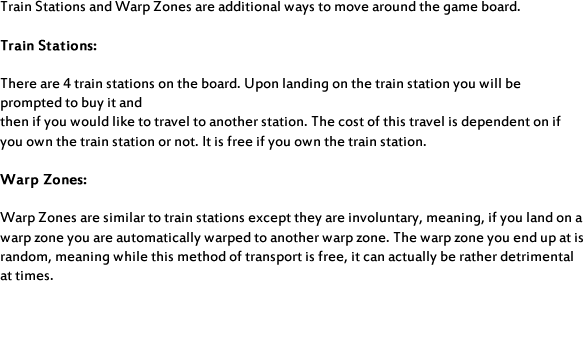 Train Stations and Warp Zones are additional ways to move around the game board.
Train Stations:
There are 4 train stations on the board. Upon landing on the train station you will be
prompted to buy it and
then if you would like to travel to another station. The cost of this travel is dependent on if
you own the train station or not. It is free if you own the train station.
Warp Zones:
Warp Zones are similar to train stations except they are involuntary, meaning, if you land on a
warp zone you are automatically warped to another warp zone. The warp zone you end up at is
random, meaning while this method of transport is free, it can actually be rather detrimental
at times.